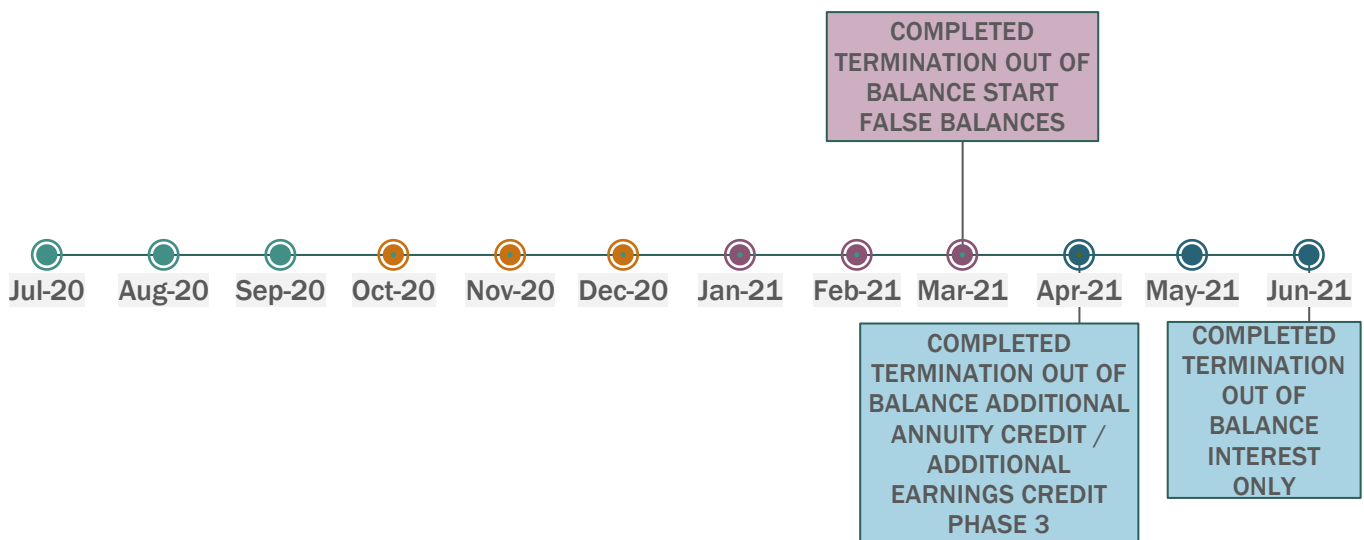 COMPLETED
TERMINATION OUT OF
BALANCE START
FALSE BALANCES
Jul-20 Aug-20 Sep-20 Oct-20 Nov-20 Dec-20 Jan-21 Feb-21 Mar-21 Apr-21 May-21 Jun-21
COMPLETED
TERMINATION OUT OF
BALANCE ADDITIONAL
ANNUITY CREDIT /
ADDITIONAL
EARNINGS CREDIT
PHASE 3
COMPLETED
TERMINATION
OUT OF
BALANCE
INTEREST
ONLY